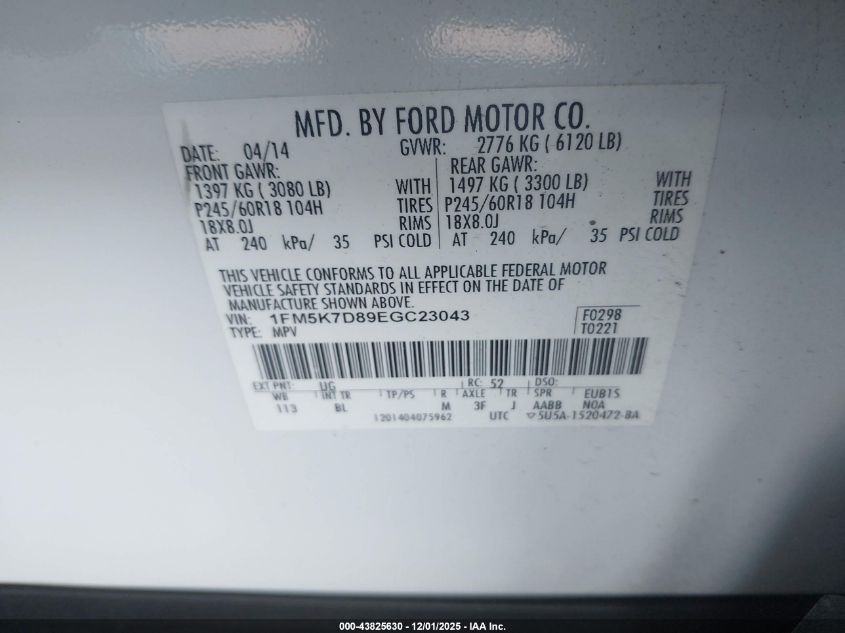 MFD. BY FORD MOTOR CO.
DATE: 04/14 GVWR: 2776 KG ( 6120 LB)
FRONT GAWR: REAR GAWR:
1397 KG ( 3080 LB) WITH 1497 KG ( 3300 LB) WITH
P245/60R18 104H TIRES P245/60R18 104H TIRES
18X8.0J RIMS 18X8.0J RIMS
AT 240 kPa/ 35 PSI COLD AT 240 kPa/ 35 PSI COLD
THIS VEHICLE CONFORMS TO ALL APPLICABLE FEDERAL MOTOR
VEHICLE SAFETY STANDARDS IN EFFECT ON THE DATE OF
MANUFACTURE SHOWN ABOVE.
VIN: 1FM5K7D89EGC23043 F0298
TYPE: MPV T0221
EXT PNT: UG RC: 52 DSO:
WB INT TR TP/PS R AXLE TR SPR EUB15
113 BL M 3F J AABB N0A
1201404075962 UTC ▽5U5A-1520472-BA
000-43825630 - 12/01/2025 - IAA Inc.